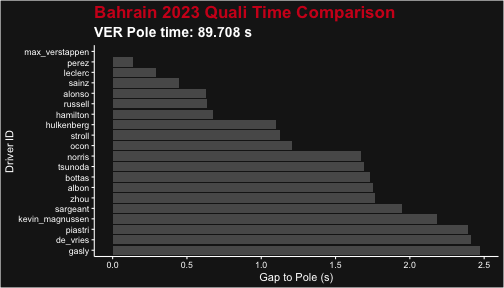 Bahrain 2023 Quali Time Comparison
VER Pole time: 89.708 s
Driver ID
max_verstappen
perez
leclerc
sainz
alonso
russell
hamilton
hulkenberg
stroll
ocon
norris
tsunoda
bottas
albon
zhou
sargeant
kevin_magnussen
piastri
de_vries
gasly
0.0 0.5 1.0 1.5 2.0 2.5
Gap to Pole (s)